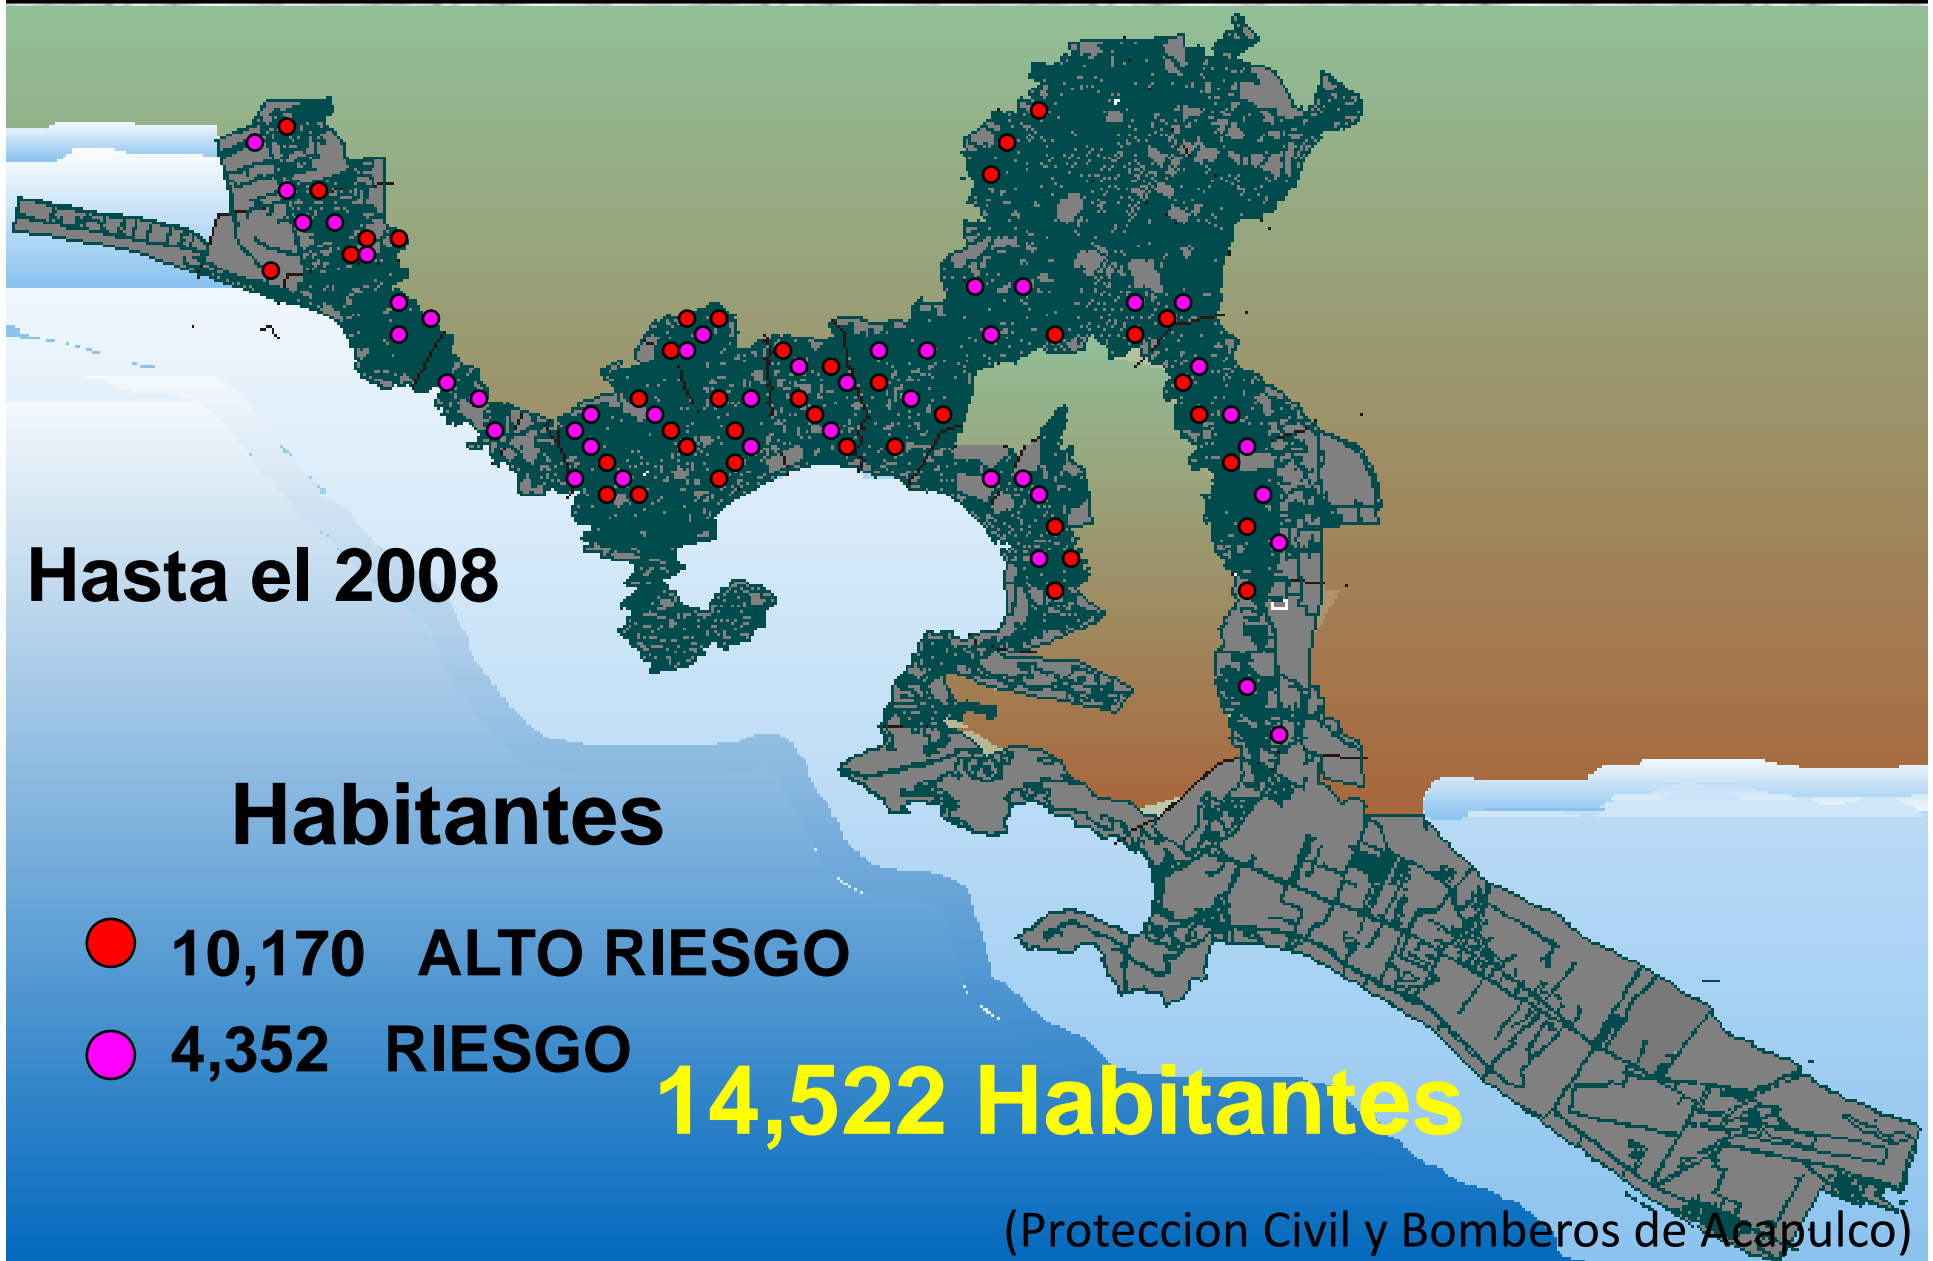 Hasta el 2008
Habitantes
10,170 ALTO RIESGO
4,352 RIESGO
14,522 Habitantes
(Proteccion Civil y Bomberos de Acapulco)